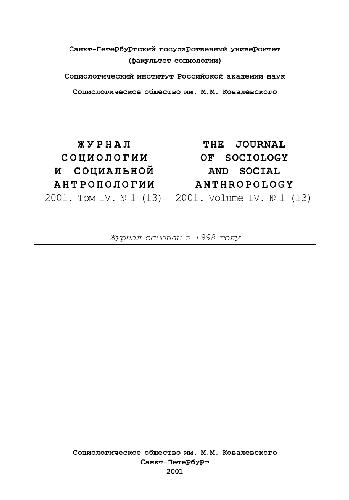 Санкт-Петербургский государственный университет
(факультет социологии)
Социологический институт Российской академии наук
Социологическое общество им. М.М. Ковалевского
ЖУРНАЛ
СОЦИОЛОГИИ
И СОЦИАЛЬНОЙ
АНТРОПОЛОГИИ
2001. Том IV. № 1 (13)
THE JOURNAL
OF SOCIOLOGY
AND SOCIAL
ANTHROPOLOGY
2001. Volume IV. № 1 (13)
Журнал основан в 1998 году
Социологическое общество им. М.М. Ковалевского
Санкт-Петербург
2001